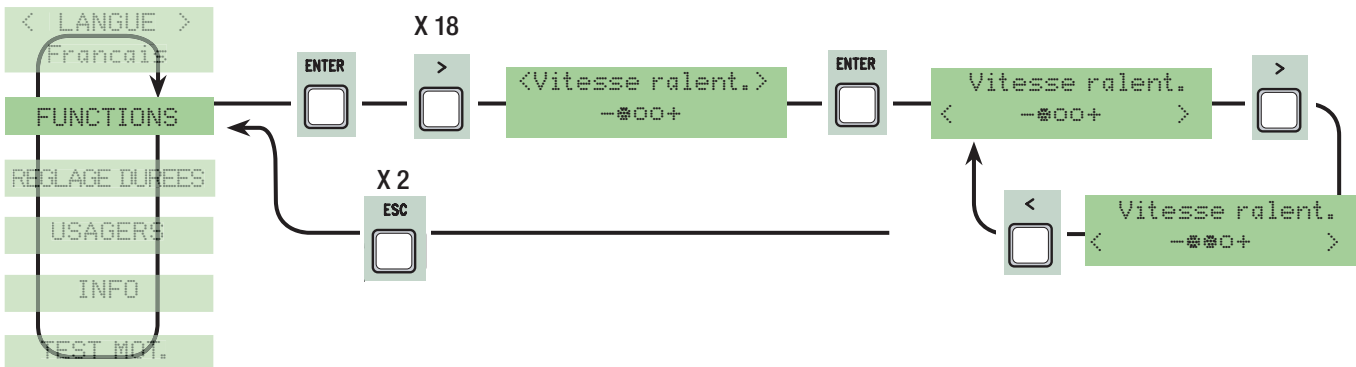 < LANGUE >
Francais
FUNCTIONS
REGLAGE DUREES
USAGERS
INFO
TEST MOT.
ENTER
X 18
>
<Vitesse ralent.>
-●○○+
ENTER
Vitesse ralent.
< -●○○+ >
>
X 2
ESC
<
Vitesse ralent.
< -●●○+ >